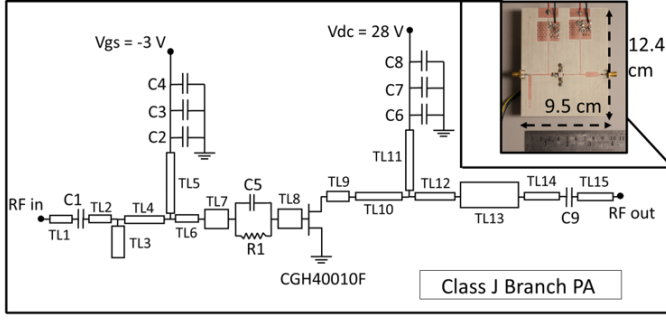 Vgs = -3 V
Vdc = 28 V
12.4
cm
9.5 cm
C4
C3
C2
C8
C7
C6
TL5
TL11
RF in
C1
TL1
TL2
TL3
TL4
TL6
TL7
C5
R1
TL8
TL9
TL10
TL12
TL13
TL14
C9
TL15
RF out
CGH40010F
Class J Branch PA